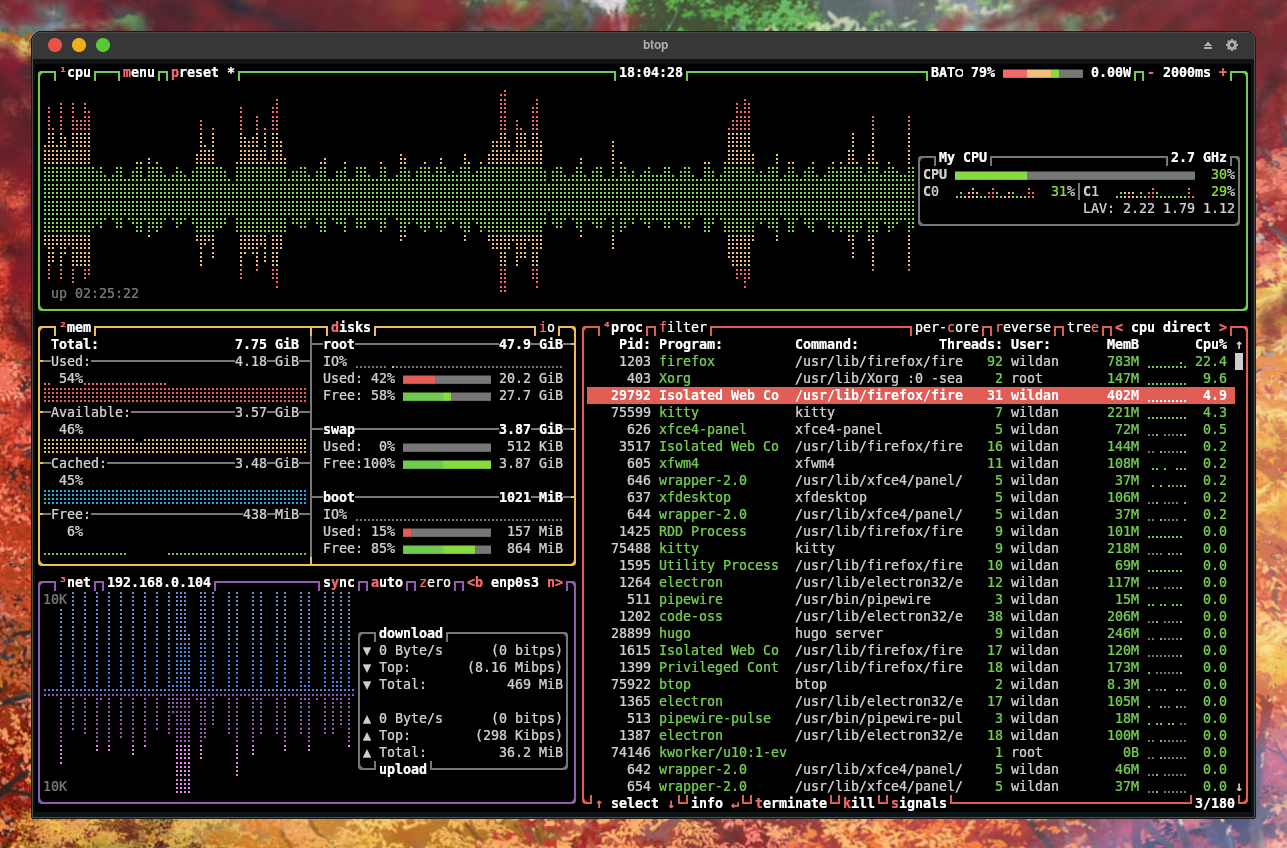 btop
¹cpu menu preset * 18:04:28 BAT○ 79% 0.00W - 2000ms +
My CPU 2.7 GHz
CPU 30%
C0 31% C1 29%
LAV: 2.22 1.79 1.12
up 02:25:22
²mem
Total: 7.75 GiB
Used: 4.18 GiB
54%
Available: 3.57 GiB
46%
Cached: 3.48 GiB
45%
Free: 438 MiB
6%
disks io
root 47.9 GiB
IO%
Used: 42% 20.2 GiB
Free: 58% 27.7 GiB
swap 3.87 GiB
Used: 0% 512 KiB
Free:100% 3.87 GiB
boot 1021 MiB
IO%
Used: 15% 157 MiB
Free: 85% 864 MiB
³net 192.168.0.104 sync auto zero <b enp0s3 n>
10K
10K
download
▼ 0 Byte/s (0 bitps)
▼ Top: (8.16 Mibps)
▼ Total: 469 MiB
▲ 0 Byte/s (0 bitps)
▲ Top: (298 Kibps)
▲ Total: 36.2 MiB
upload
⁴proc filter per-core reverse tree < cpu direct >
Pid: Program: Command: Threads: User: MemB Cpu% ↑
1203 firefox /usr/lib/firefox/fire 92 wildan 783M 22.4
403 Xorg /usr/lib/Xorg :0 -sea 2 root 147M 9.6
29792 Isolated Web Co /usr/lib/firefox/fire 31 wildan 402M 4.9
75599 kitty kitty 7 wildan 221M 4.3
626 xfce4-panel xfce4-panel 5 wildan 72M 0.5
3517 Isolated Web Co /usr/lib/firefox/fire 16 wildan 144M 0.2
605 xfwm4 xfwm4 11 wildan 108M 0.2
646 wrapper-2.0 /usr/lib/xfce4/panel/ 5 wildan 37M 0.2
637 xfdesktop xfdesktop 5 wildan 106M 0.2
644 wrapper-2.0 /usr/lib/xfce4/panel/ 5 wildan 37M 0.2
1425 RDD Process /usr/lib/firefox/fire 9 wildan 101M 0.0
75488 kitty kitty 9 wildan 218M 0.0
1595 Utility Process /usr/lib/firefox/fire 10 wildan 69M 0.0
1264 electron /usr/lib/electron32/e 12 wildan 117M 0.0
511 pipewire /usr/bin/pipewire 3 wildan 15M 0.0
1202 code-oss /usr/lib/electron32/e 38 wildan 206M 0.0
28899 hugo hugo server 9 wildan 246M 0.0
1615 Isolated Web Co /usr/lib/firefox/fire 17 wildan 120M 0.0
1399 Privileged Cont /usr/lib/firefox/fire 18 wildan 173M 0.0
75922 btop btop 2 wildan 8.3M 0.0
1365 electron /usr/lib/electron32/e 17 wildan 105M 0.0
513 pipewire-pulse /usr/bin/pipewire-pul 3 wildan 18M 0.0
1387 electron /usr/lib/electron32/e 18 wildan 100M 0.0
74146 kworker/u10:1-ev 1 root 0B 0.0
642 wrapper-2.0 /usr/lib/xfce4/panel/ 5 wildan 46M 0.0
654 wrapper-2.0 /usr/lib/xfce4/panel/ 5 wildan 37M 0.0 ↓
↑ select ↓ info ↵ terminate kill signals 3/180